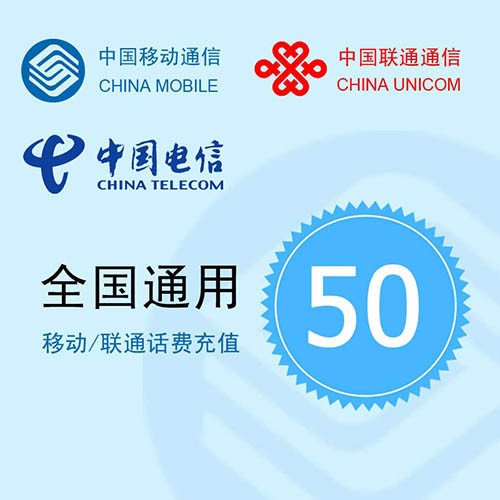 中国移动通信
CHINA MOBILE
中国联通通信
CHINA UNICOM
中国电信
CHINA TELECOM
全国通用
移动/联通话费充值
50